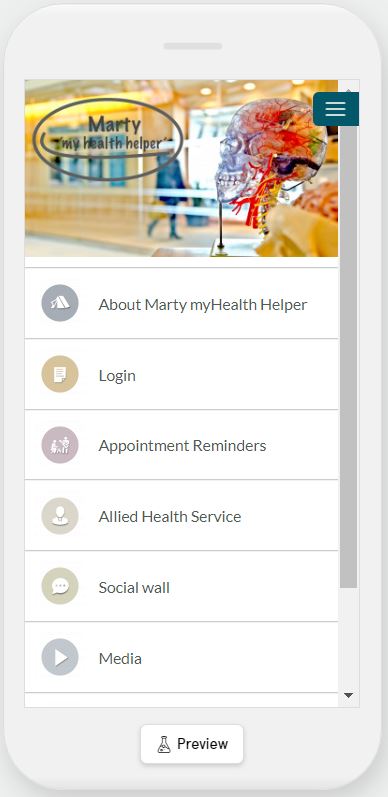 Marty
"my health helper"
About Marty myHealth Helper
Login
Appointment Reminders
Allied Health Service
Social wall
Media
Preview